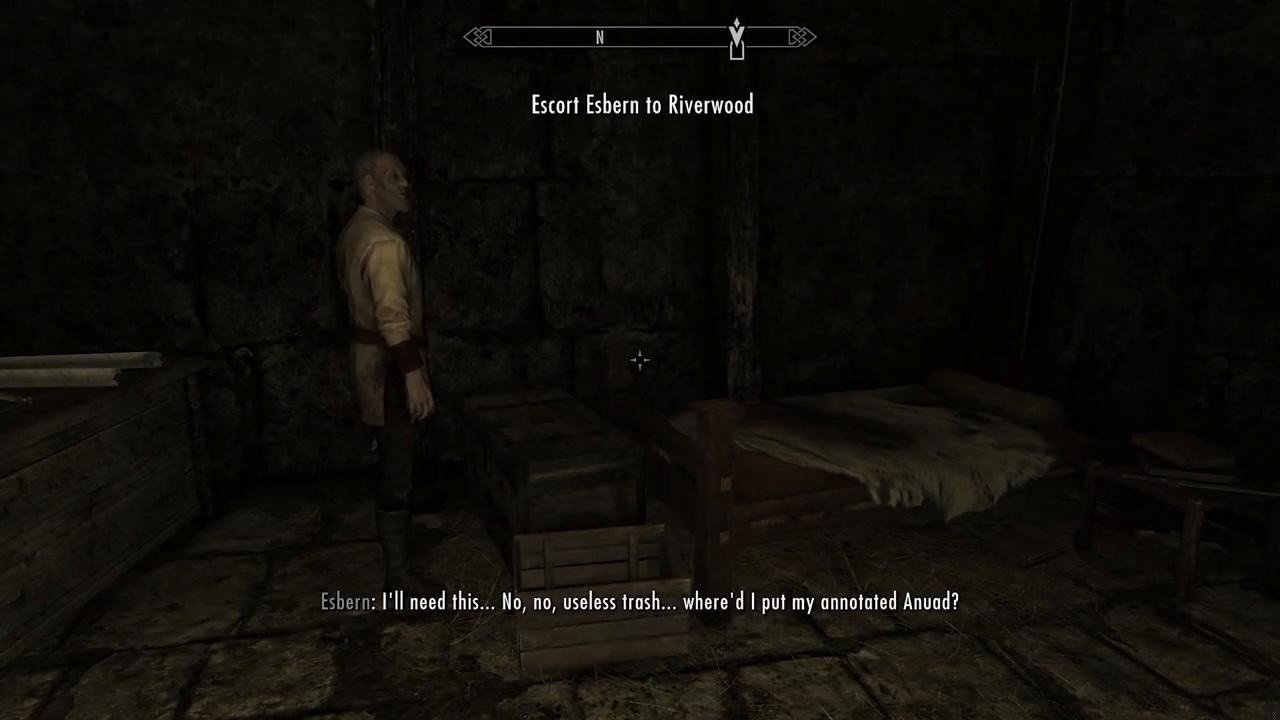 N
Escort Esbern to Riverwood
Esbern: I'll need this... No, no, useless trash... where'd I put my annotated Anuad?